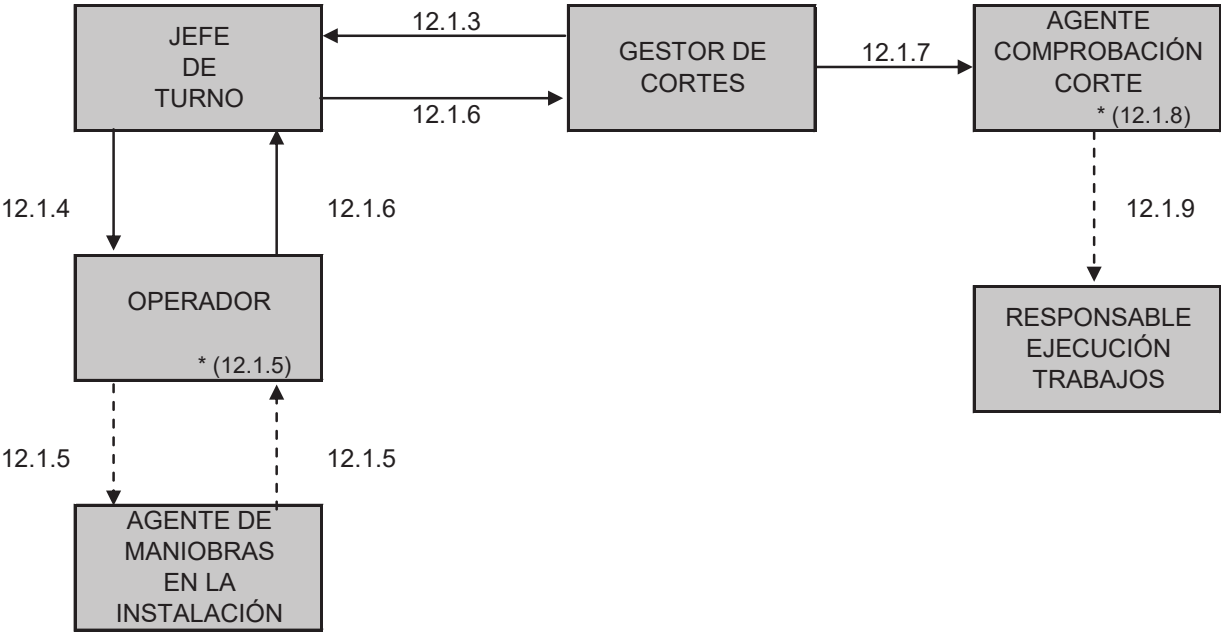 JEFE
DE
TURNO
12.1.3
12.1.6
GESTOR DE
CORTES
12.1.7
AGENTE
COMPROBACIÓN
CORTE
* (12.1.8)
12.1.4
12.1.6
12.1.9
OPERADOR
* (12.1.5)
RESPONSABLE
EJECUCIÓN
TRABAJOS
12.1.5
12.1.5
AGENTE DE
MANIOBRAS
EN LA
INSTALACIÓN